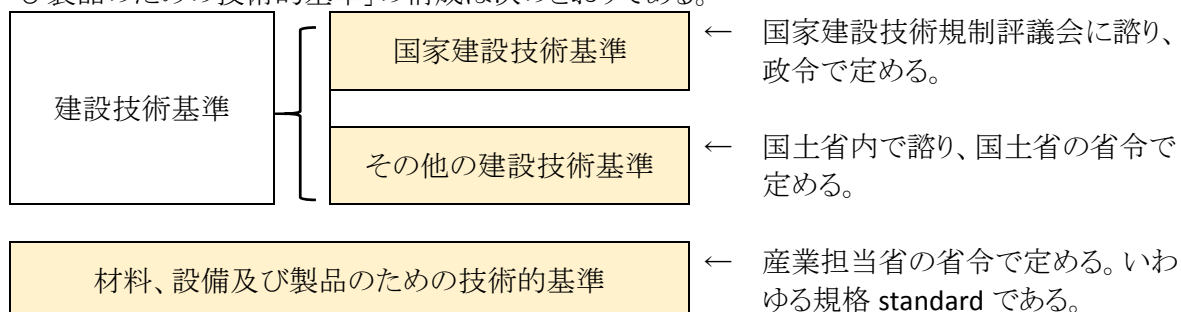 び製品のための技術的基準」の構成は次のとおりである。
建設技術基準
国家建設技術基準
← 国家建設技術規制評議会に諮り、
政令で定める。
その他の建設技術基準
← 国土省内で諮り、国土省の省令で
定める。
材料、設備及び製品のための技術的基準
← 産業担当省の省令で定める。いわ
ゆる規格 standard である。